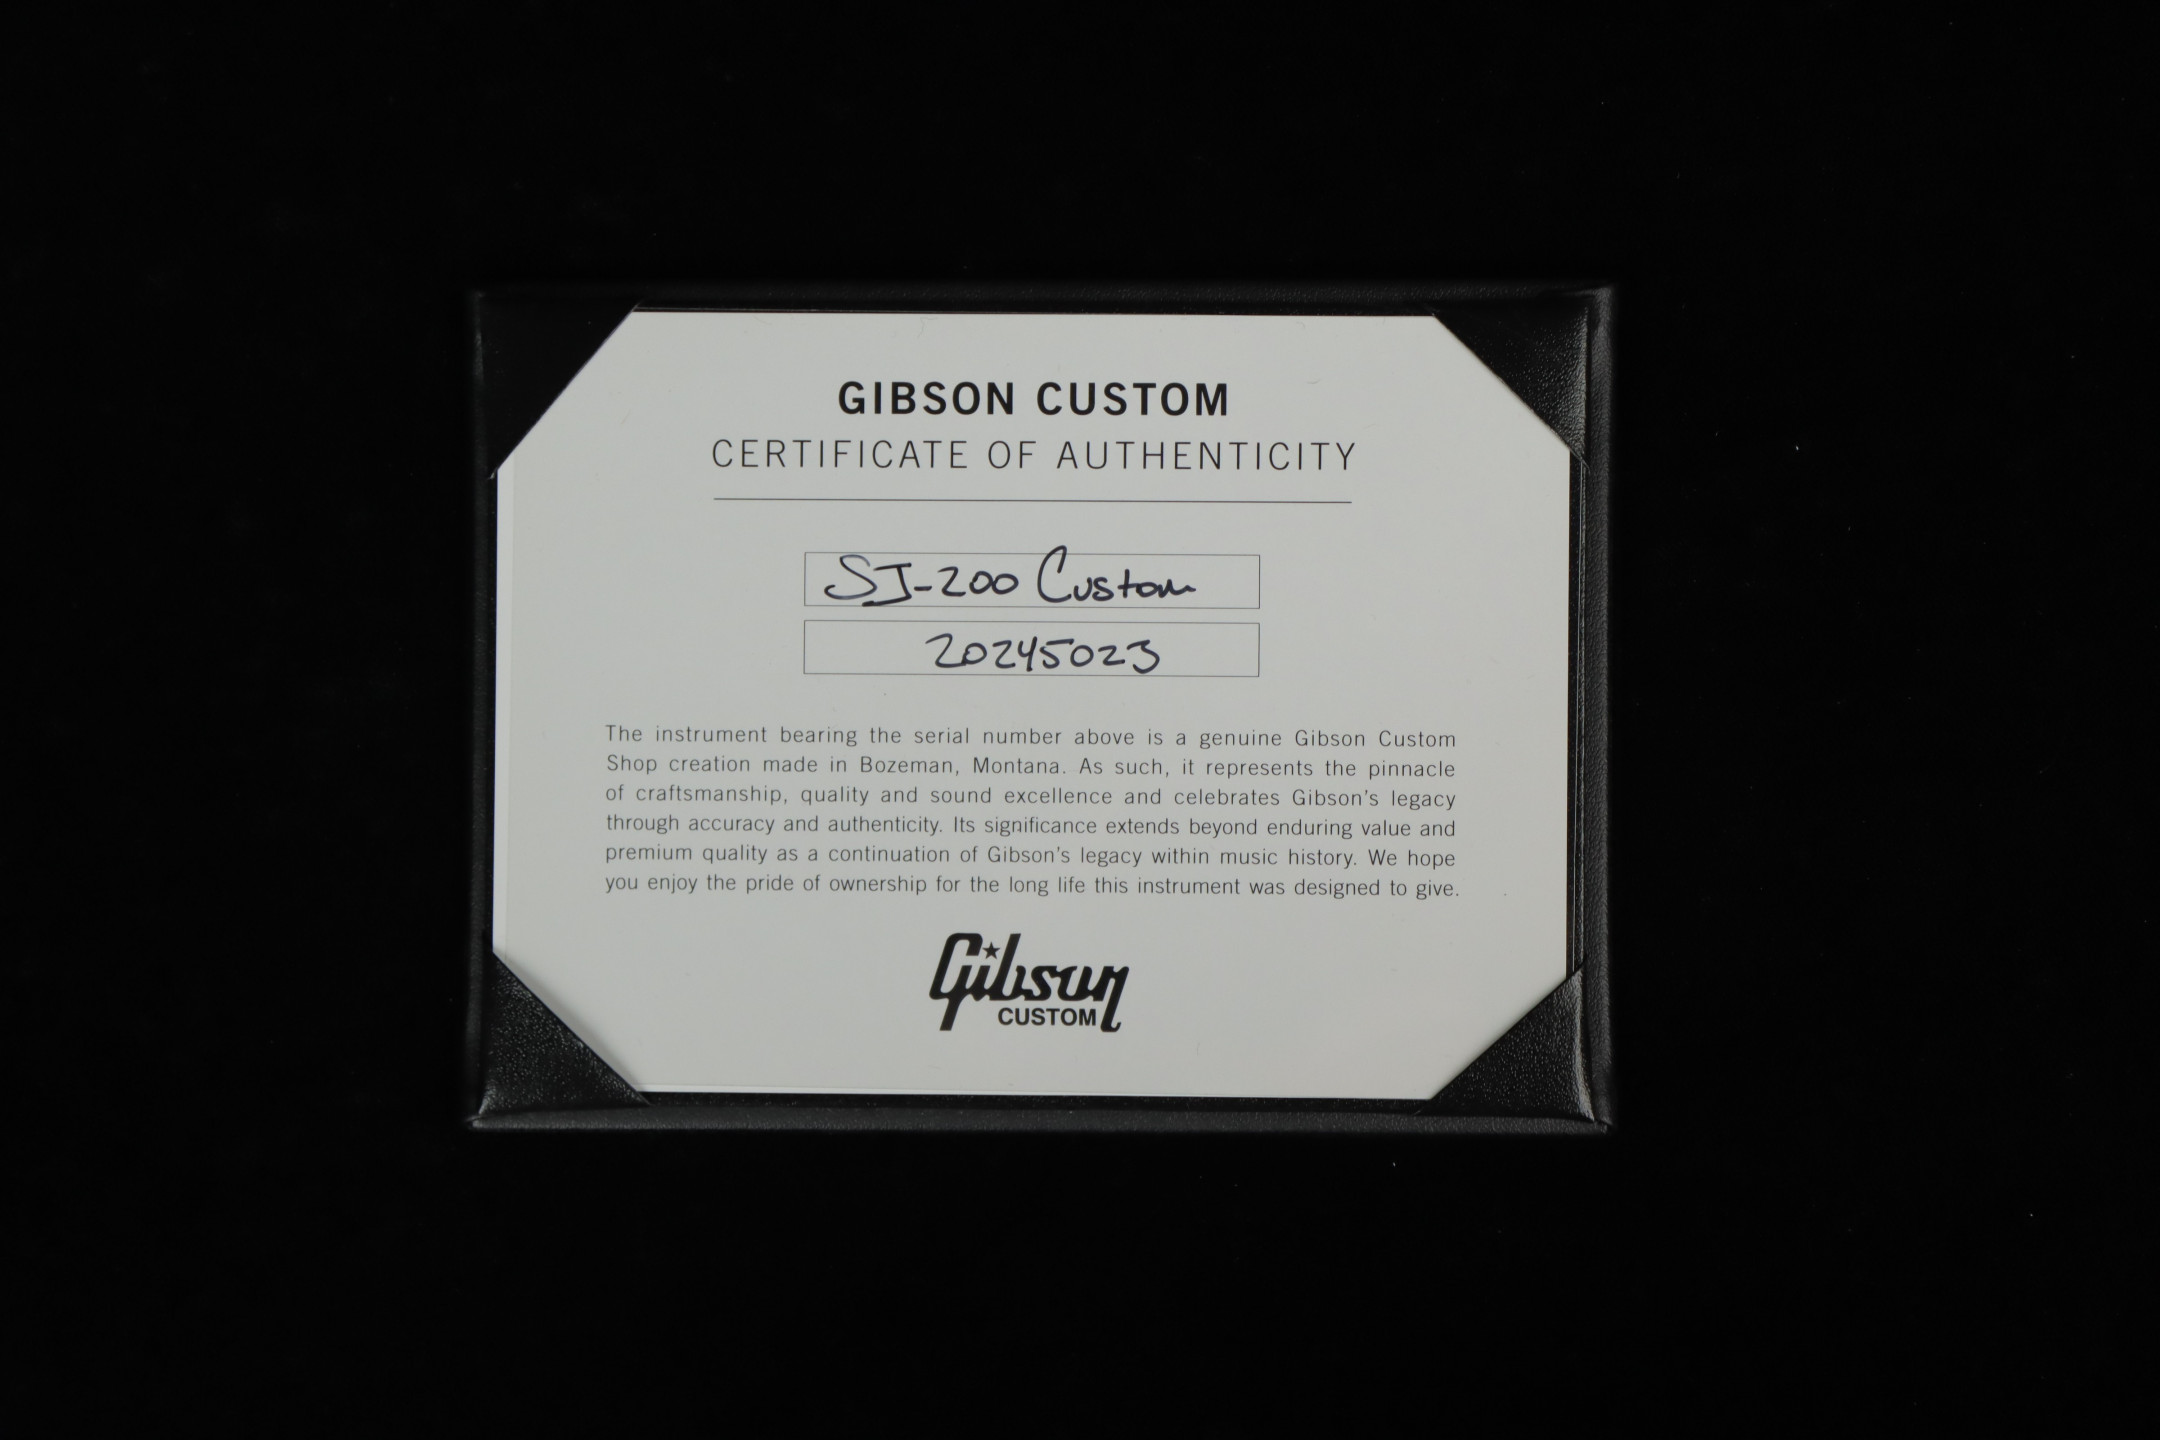 GIBSON CUSTOM
CERTIFICATE OF AUTHENTICITY
SJ-200 Custom
20245023
The instrument bearing the serial number above is a genuine Gibson Custom
Shop creation made in Bozeman, Montana. As such, it represents the pinnacle
of craftsmanship, quality and sound excellence and celebrates Gibson's legacy
through accuracy and authenticity. Its significance extends beyond enduring value and
premium quality as a continuation of Gibson's legacy within music history. We hope
you enjoy the pride of ownership for the long life this instrument was designed to give.
Gibson
CUSTOM